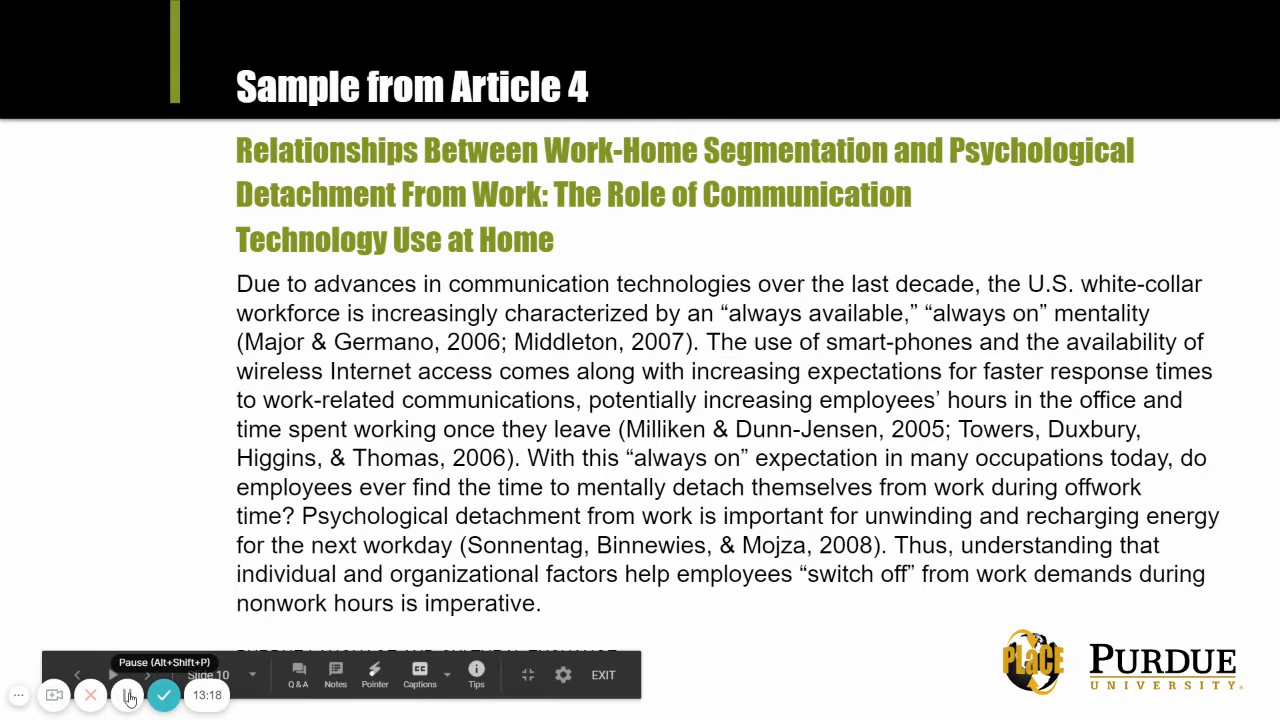 Sample from Article 4
Relationships Between Work-Home Segmentation and Psychological
Detachment From Work: The Role of Communication
Technology Use at Home
Due to advances in communication technologies over the last decade, the U.S. white-collar
workforce is increasingly characterized by an “always available,” “always on” mentality
(Major & Germano, 2006; Middleton, 2007). The use of smart-phones and the availability of
wireless Internet access comes along with increasing expectations for faster response times
to work-related communications, potentially increasing employees’ hours in the office and
time spent working once they leave (Milliken & Dunn-Jensen, 2005; Towers, Duxbury,
Higgins, & Thomas, 2006). With this “always on” expectation in many occupations today, do
employees ever find the time to mentally detach themselves from work during offwork
time? Psychological detachment from work is important for unwinding and recharging energy
for the next workday (Sonnentag, Binnewies, & Mojza, 2008). Thus, understanding that
individual and organizational factors help employees “switch off” from work demands during
nonwork hours is imperative.
Pause (Alt+Shift+P)
Slide 10
Q & A
Notes
Pointer
Captions
Tips
EXIT
13:18
PLaCE
PURDUE
UNIVERSITY